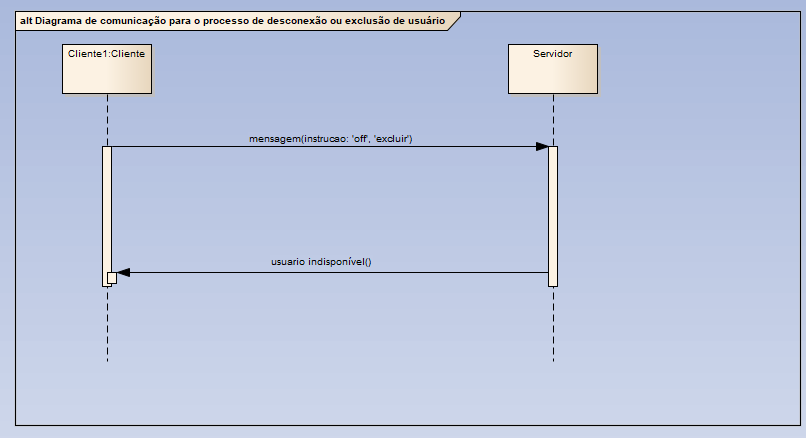 alt Diagrama de comunicação para o processo de desconexão ou exclusão de usuário
Cliente1:Cliente
Servidor
mensagem(instrucao: 'off', 'excluir')
usuario indisponível()